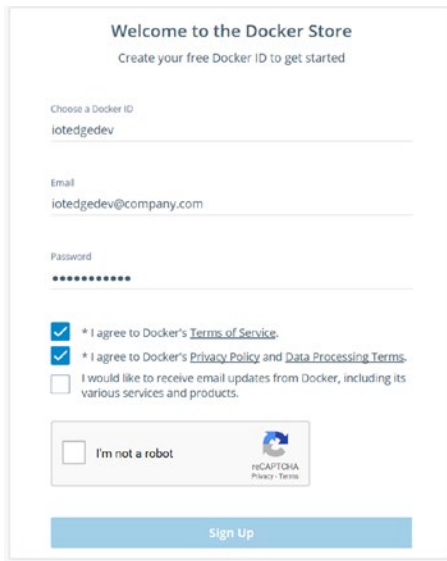 Welcome to the Docker Store
Create your free Docker ID to get started
Choose a Docker ID
iotedgedev
Email
iotedgedev@company.com
Password
•••••••••••
* I agree to Docker's Terms of Service.
* I agree to Docker's Privacy Policy and Data Processing Terms.
I would like to receive email updates from Docker, including its
various services and products.
I'm not a robot
reCAPTCHA
Privacy - Terms
Sign Up